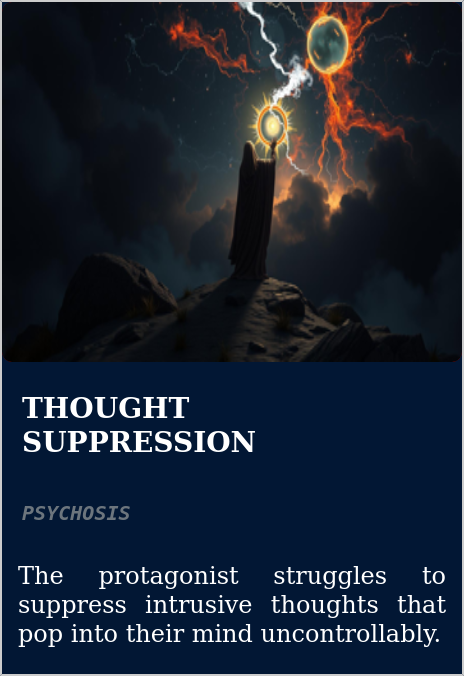 THOUGHT
SUPPRESSION
PSYCHOSIS
The protagonist struggles to
suppress intrusive thoughts that
pop into their mind uncontrollably.